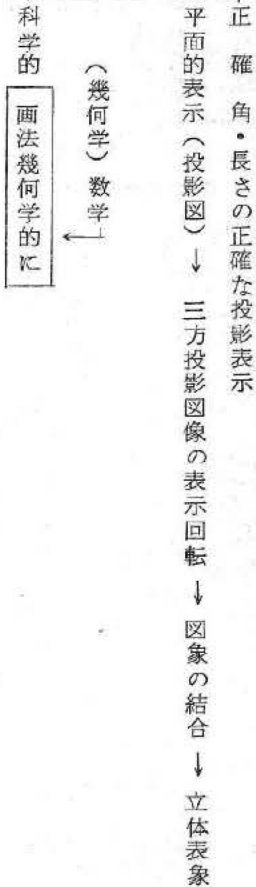 正 確 角・長さの正確な投影表示
平面的表示（投影図）→ 三方投影図像の表示回転 → 図象の結合 → 立体表象
（幾何学）数学
科学的 画法幾何学的に